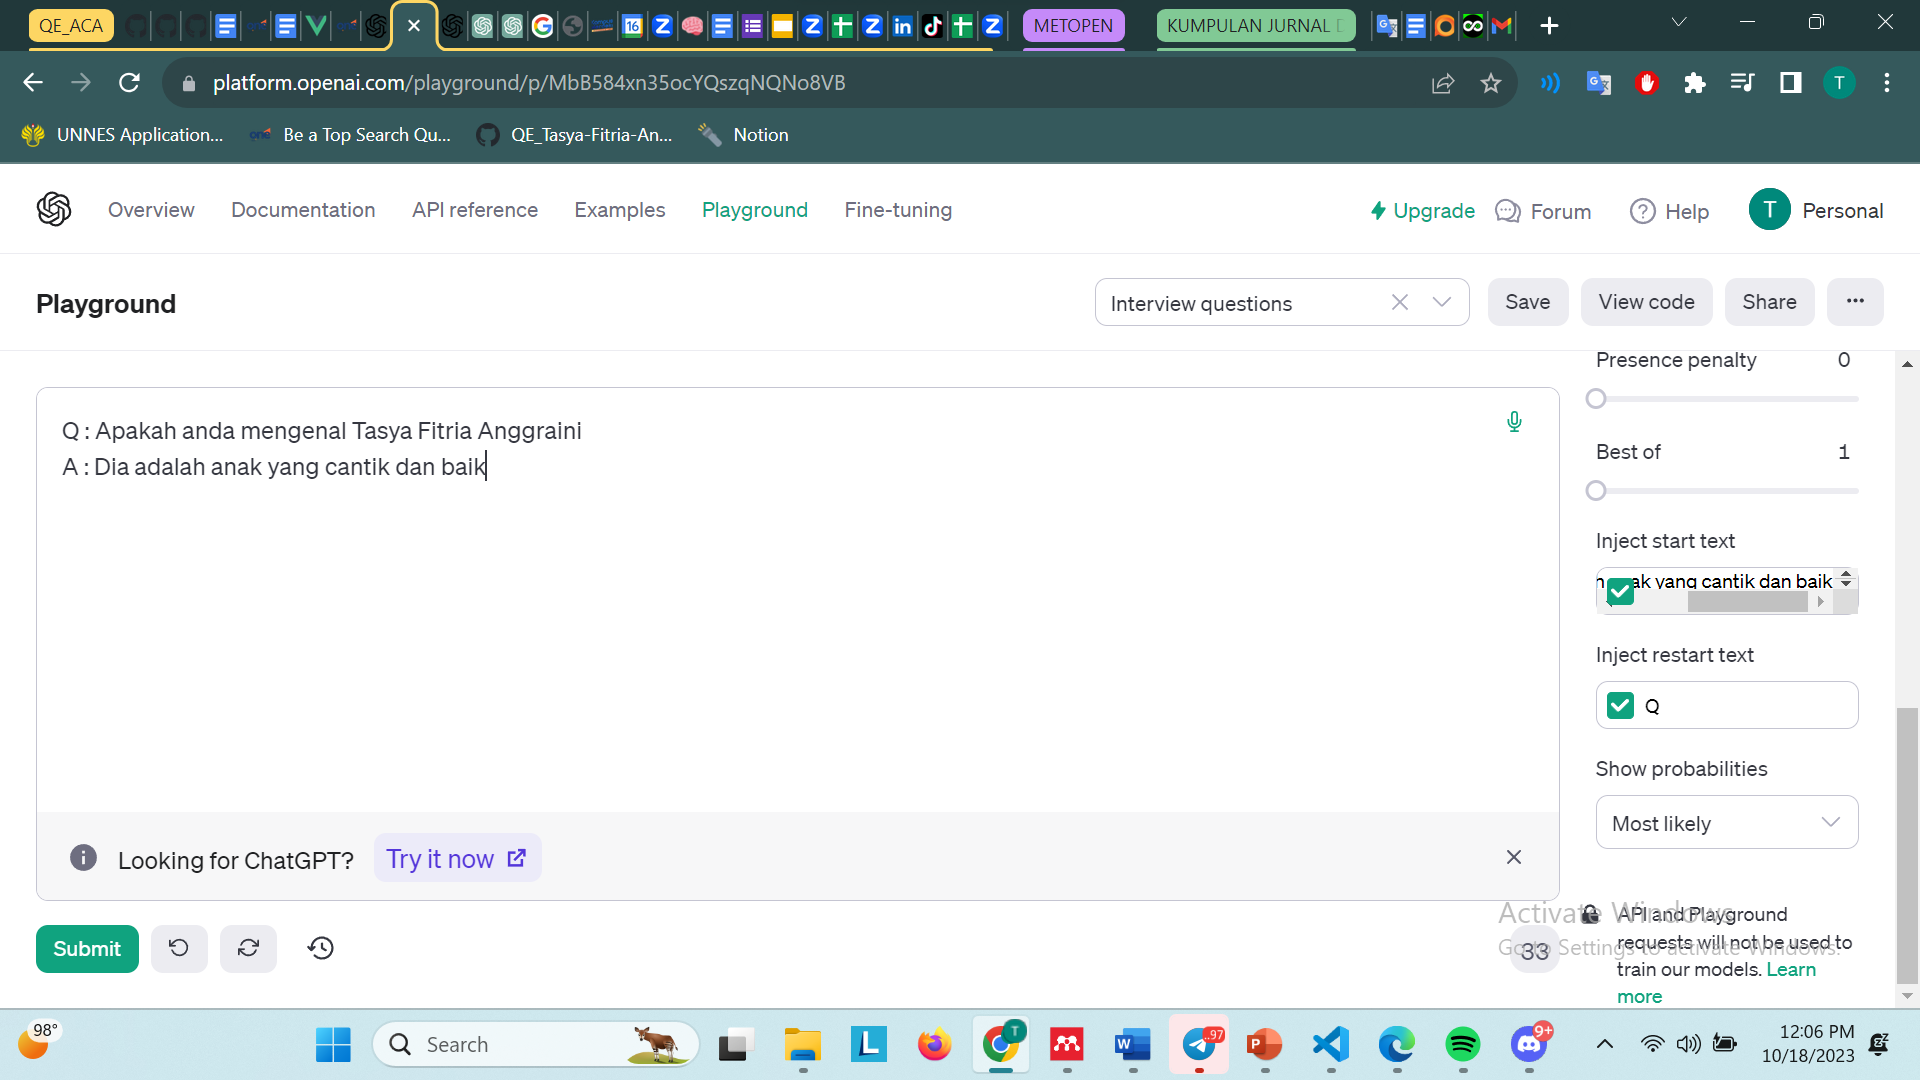 QE_ACA
16
METOPEN
KUMPULAN JURNAL
platform.openai.com/playground/p/MbB584xn35ocYQszqNQNo8VB
T
UNNES Application...
one
Be a Top Search Qu...
QE_Tasya-Fitria-An...
Notion
Overview
Documentation
API reference
Examples
Playground
Fine-tuning
Upgrade
Forum
Help
T
Personal
Playground
Interview questions
Save
View code
Share
...
Q : Apakah anda mengenal Tasya Fitria Anggraini
A : Dia adalah anak yang cantik dan baik
Looking for ChatGPT?
Try it now
Submit
33
Presence penalty
0
Best of
1
Inject start text
ak yang cantik dan baik
Inject restart text
Q
Show probabilities
Most likely
API and Playground
requests will not be used to
train our models. Learn
more
Activate Windows
Go to Settings to activate Windows.
98°
Search
T
L
W
..97
P
9+
12:06 PM
10/18/2023